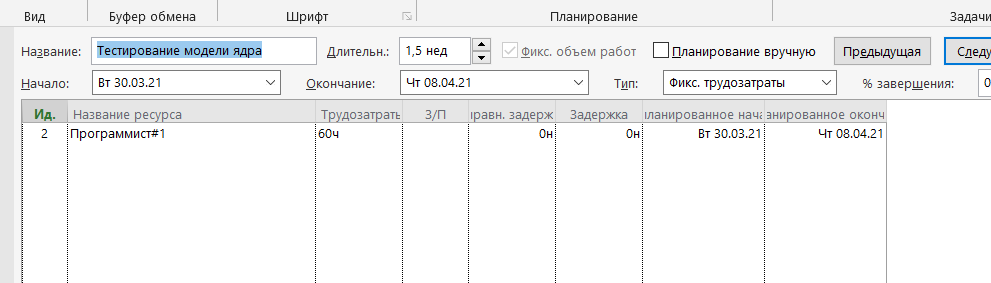 Вид Буфер обмена Шрифт Планирование Задачи
Название: Тестирование модели ядра Длительн.: 1,5 нед Фикс. объем работ Планирование вручную Предыдущая Следу
Начало: Вт 30.03.21 Окончание: Чт 08.04.21 Тип: Фикс. трудозатраты % завершения: 0
Ид. Название ресурса Трудозатрать З/П равн. задерж Задержка ланированное нача анированное оконч
2 Программист#1 60ч 0н 0н Вт 30.03.21 Чт 08.04.21